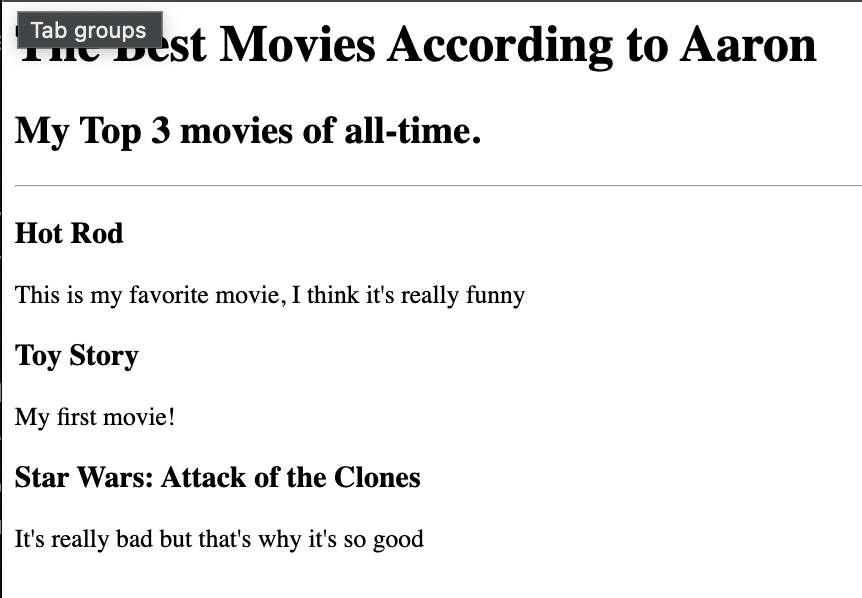 Tab groups
The Best Movies According to Aaron
My Top 3 movies of all-time.
Hot Rod
This is my favorite movie, I think it's really funny
Toy Story
My first movie!
Star Wars: Attack of the Clones
It's really bad but that's why it's so good